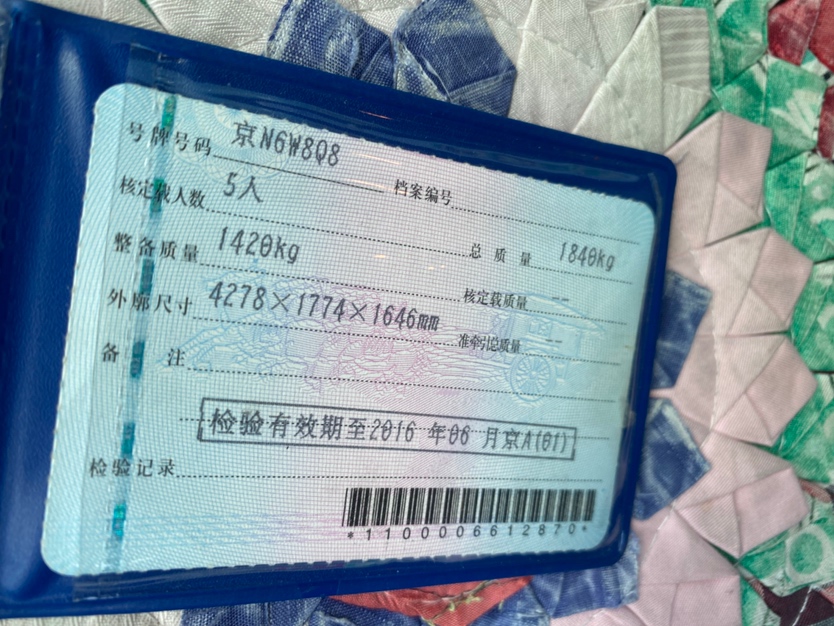 号牌号码 京N6W8Q8 档案编号
核定载人数 5人
整备质量 1420kg 总质量 1840kg
外廓尺寸 4278×1774×1646mm 核定载质量 --
备注 准牵引总质量 --
检验有效期至2016 年06 月京A(01)
检验记录
*1100006612870*